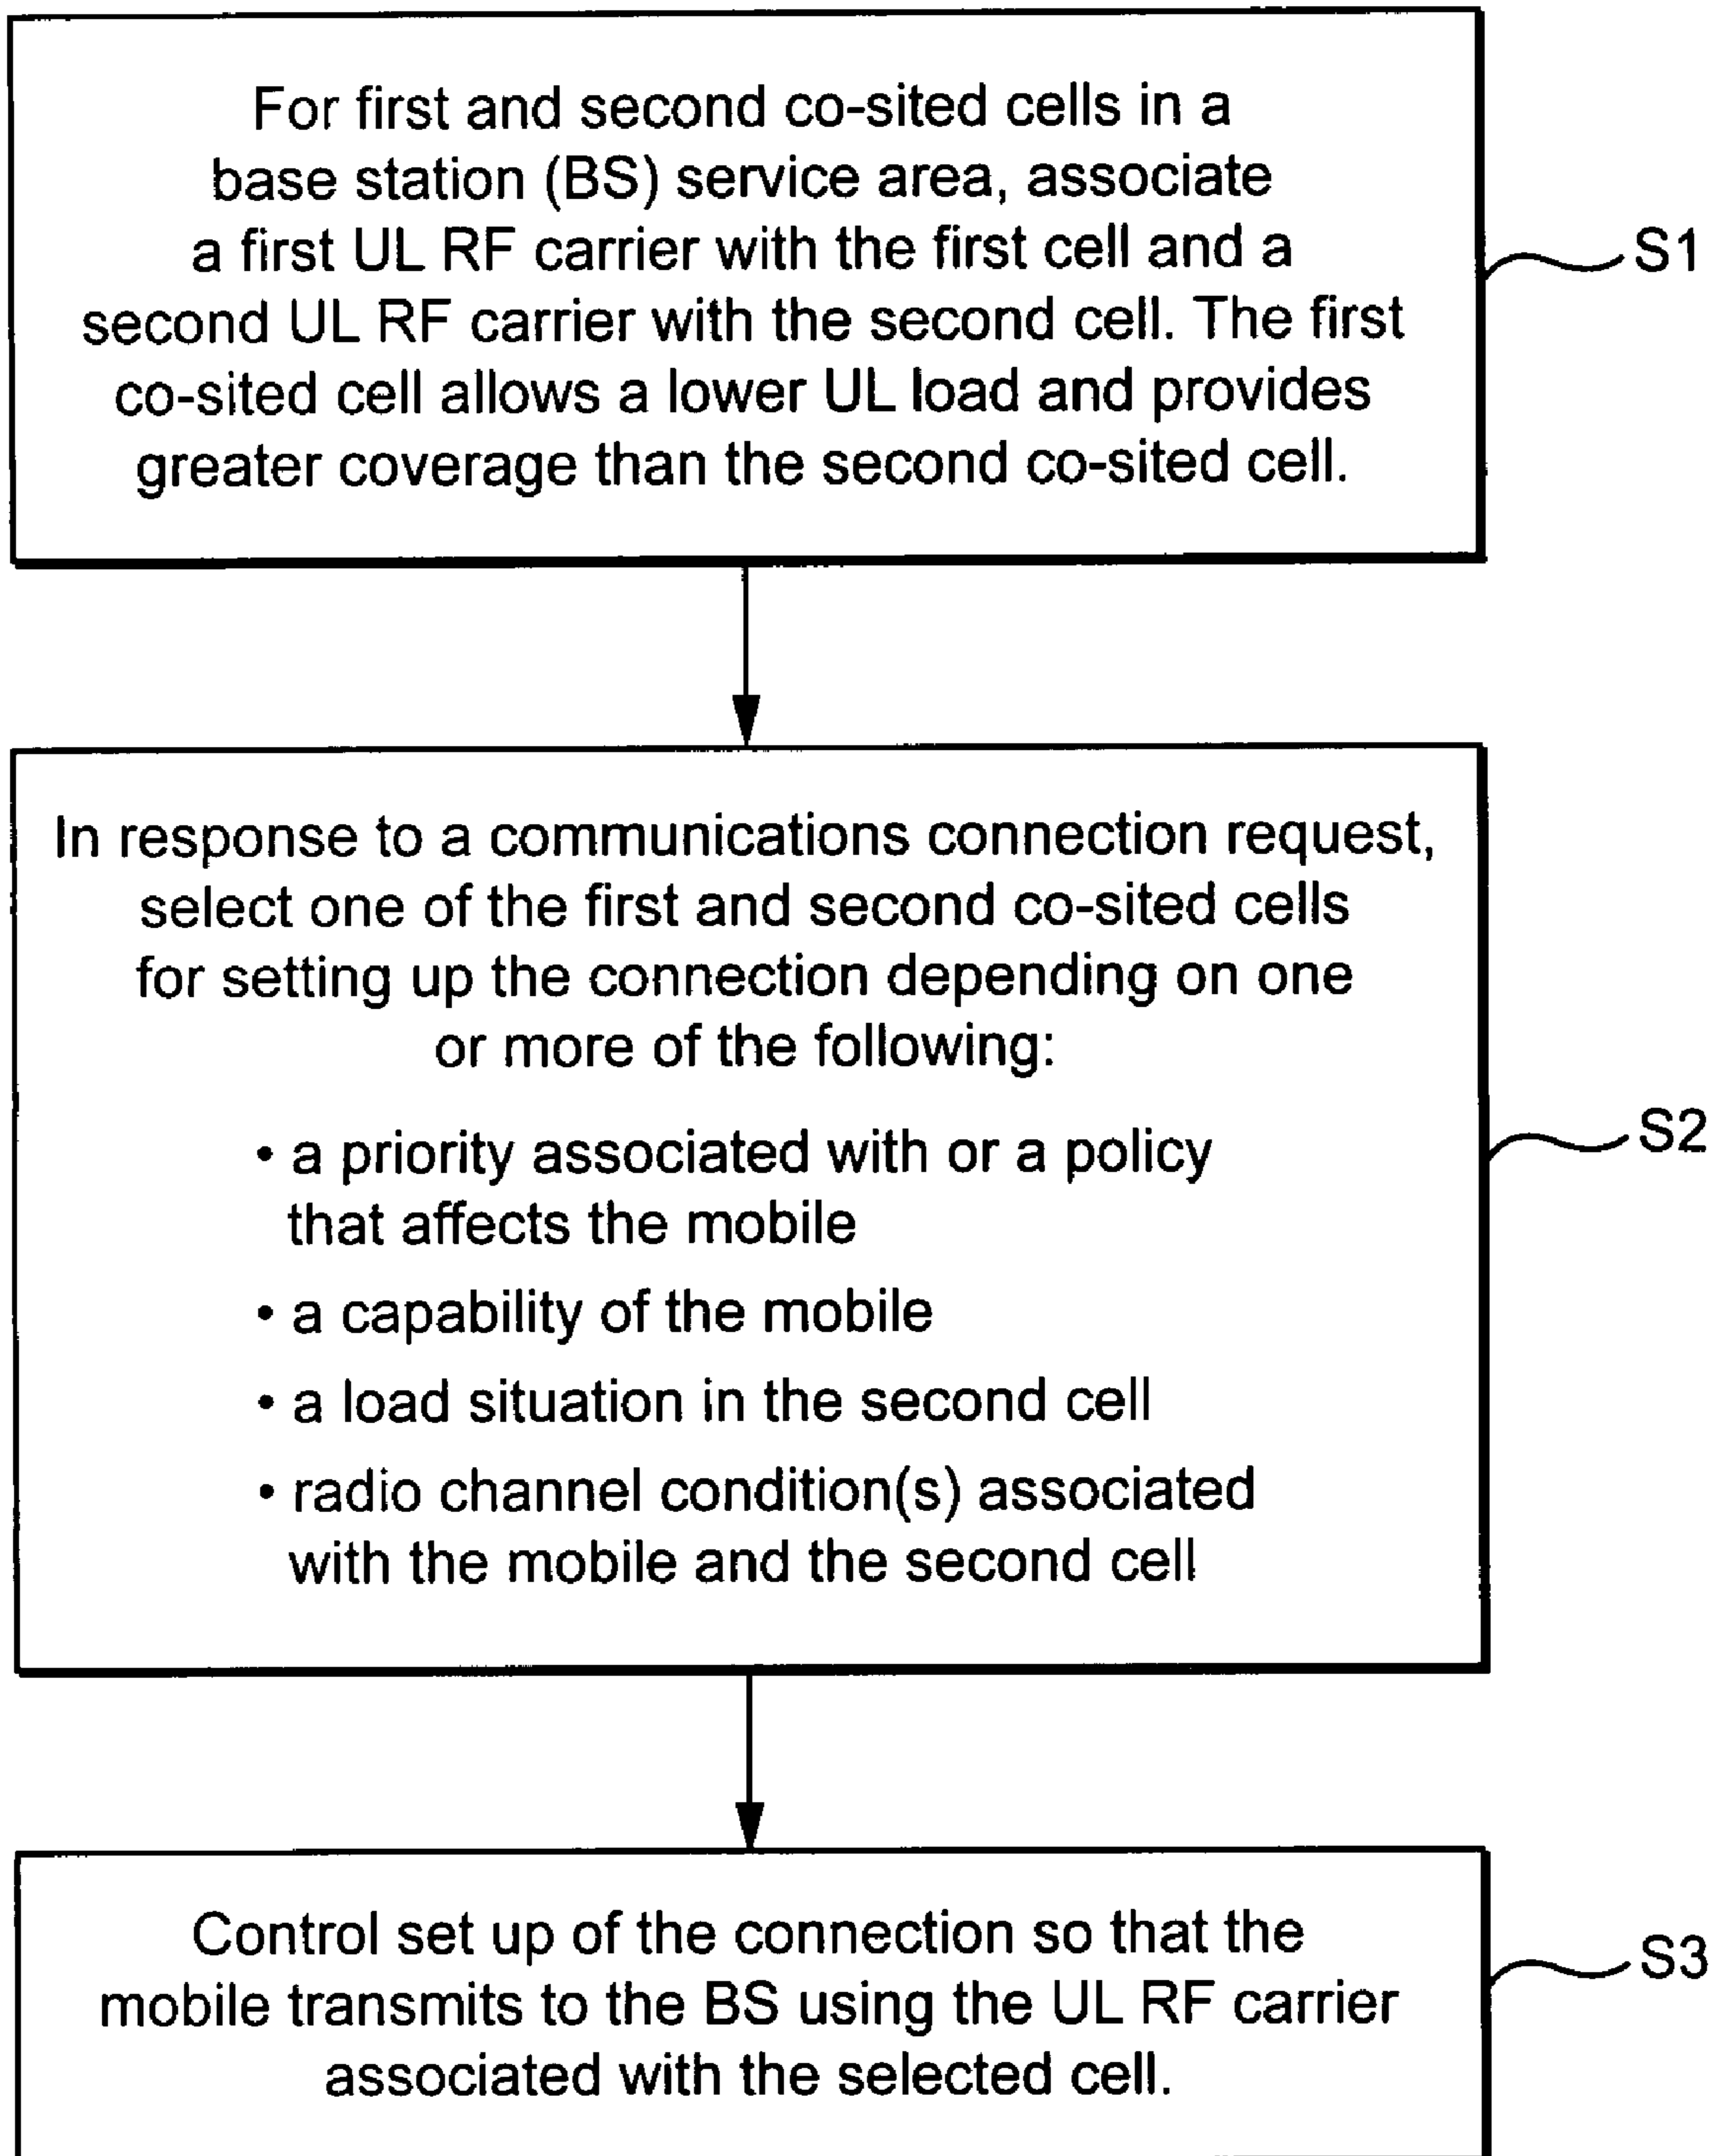 For first and second co-sited cells in a
base station (BS) service area, associate
a first UL RF carrier with the first cell and a
second UL RF carrier with the second cell. The first
co-sited cell allows a lower UL load and provides
greater coverage than the second co-sited cell.
S1
In response to a communications connection request,
select one of the first and second co-sited cells
for setting up the connection depending on one
or more of the following:
• a priority associated with or a policy
that affects the mobile
• a capability of the mobile
• a load situation in the second cell
• radio channel condition(s) associated
with the mobile and the second cell
S2
Control set up of the connection so that the
mobile transmits to the BS using the UL RF carrier
associated with the selected cell.
S3